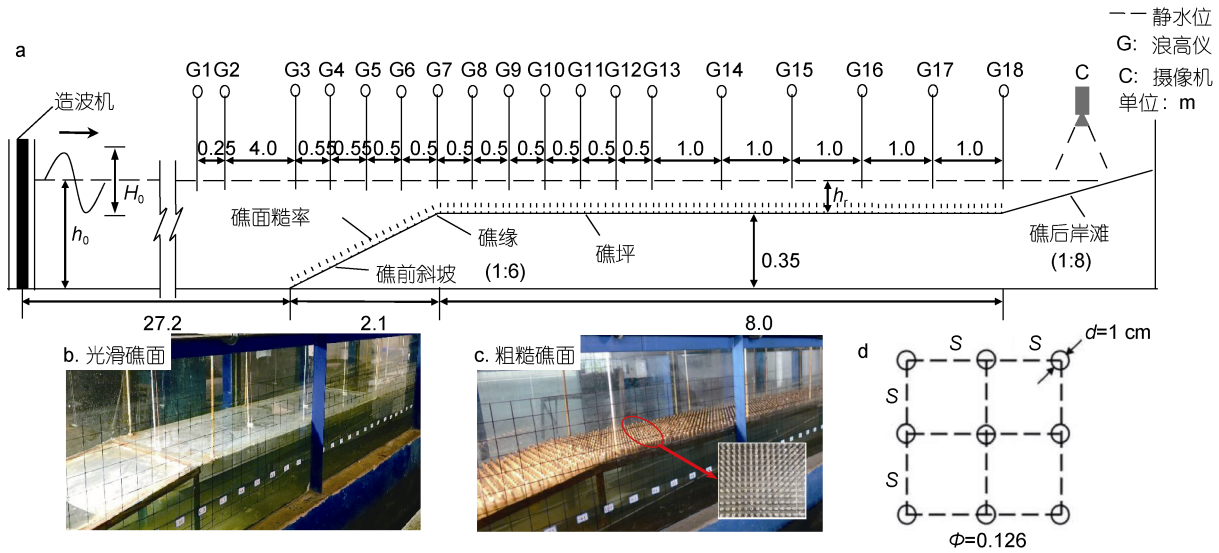 a
— — 静水位
G: 浪高仪
C: 摄像机
单位: m
G1 G2 G3 G4 G5 G6 G7 G8 G9 G10 G11 G12 G13 G14 G15 G16 G17 G18 C
造波机
0.25 4.0 0.55 0.55 0.5 0.5 0.5 0.5 0.5 0.5 0.5 0.5 1.0 1.0 1.0 1.0 1.0
H0
hr
h0
礁面糙率
礁缘
礁坪
礁后岸滩
礁前斜坡
(1:6)
0.35
(1:8)
27.2 2.1 8.0
b. 光滑礁面
c. 粗糙礁面
d
d=1 cm
S S
S
S
Φ=0.126